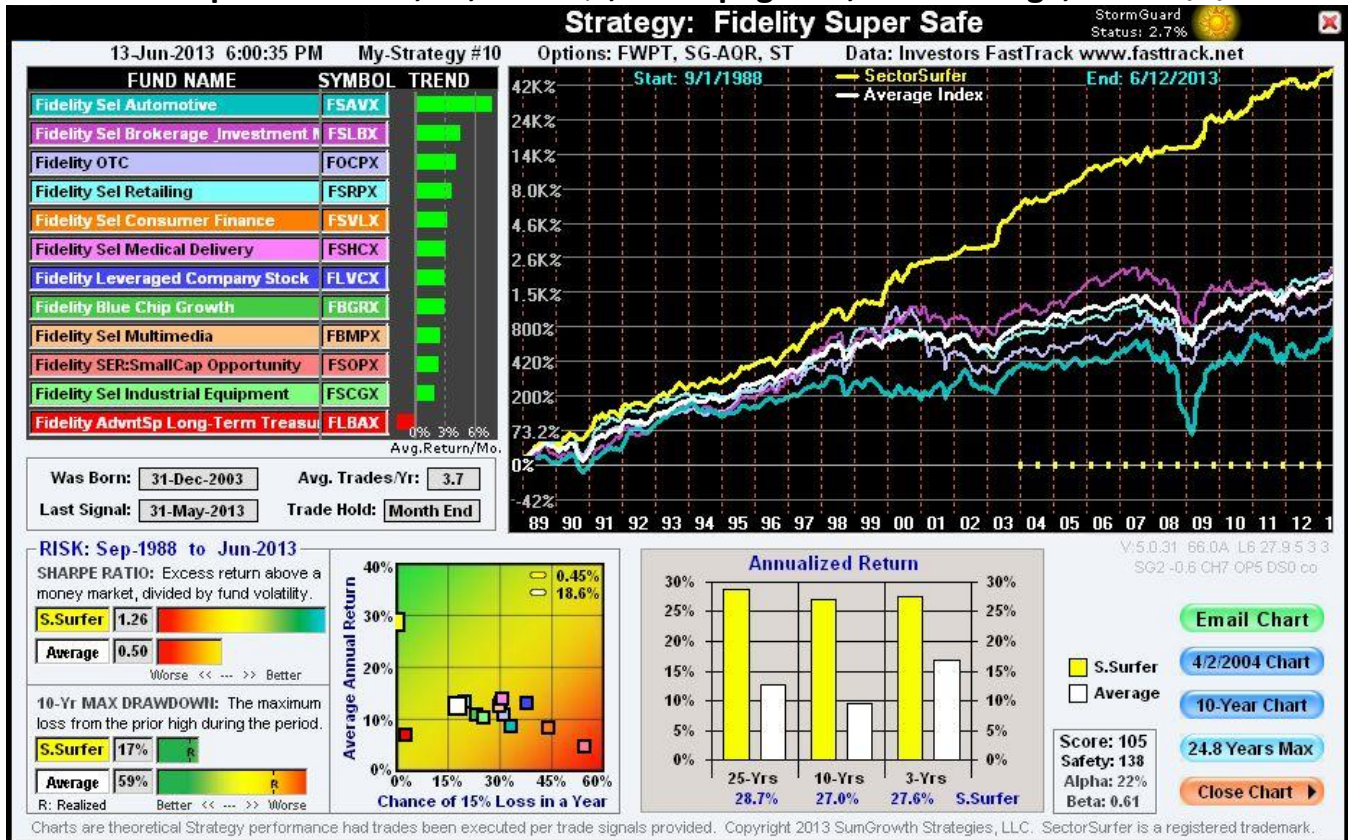 Strategy: Fidelity Super Safe
StormGuard
Status: 2.7%
13-Jun-2013 6:00:35 PM My-Strategy #10 Options: FWPT, SG-AQR, ST Data: Investors FastTrack www.fasttrack.net
FUND NAME SYMBOL TREND
Fidelity Sel Automotive FSAVX
Fidelity Sel Brokerage_Investment M FSLBX
Fidelity OTC FOCPX
Fidelity Sel Retailing FSRPX
Fidelity Sel Consumer Finance FSVLX
Fidelity Sel Medical Delivery FSHCX
Fidelity Leveraged Company Stock FLVCX
Fidelity Blue Chip Growth FBGRX
Fidelity Sel Multimedia FBMPX
Fidelity SER:SmallCap Opportunity FSOPX
Fidelity Sel Industrial Equipment FSCGX
Fidelity AdvntSp Long-Term Treasu FLBAX
0% 3% 6%
Avg.Return/Mo.
Was Born: 31-Dec-2003 Avg. Trades/Yr: 3.7
Last Signal: 31-May-2013 Trade Hold: Month End
Start: 9/1/1988 SectorSurfer End: 6/12/2013
Average Index
42K%
24K%
14K%
8.0K%
4.6K%
2.6K%
1.5K%
800%
420%
200%
73.2%
0%
-42%
89 90 91 92 93 94 95 96 97 98 99 00 01 02 03 04 05 06 07 08 09 10 11 12 1
RISK: Sep-1988 to Jun-2013
SHARPE RATIO: Excess return above a
money market, divided by fund volatility.
S.Surfer 1.26
Average 0.50
Worse << --- >> Better
10-Yr MAX DRAWDOWN: The maximum
loss from the prior high during the period.
S.Surfer 17% R
Average 59% R
R: Realized Better << --- >> Worse
Average Annual Return
40%
30%
20%
10%
0%
0.45%
18.6%
0% 15% 30% 45% 60%
Chance of 15% Loss in a Year
Annualized Return
30% 30%
25% 25%
20% 20%
15% 15%
10% 10%
5% 5%
0% 0%
25-Yrs 10-Yrs 3-Yrs
28.7% 27.0% 27.6% S.Surfer
S.Surfer
Average
V:5.0.31 66.0A L6 27.9 5 3 3
SG2 -0.6 CH7 OP5 DS0 co
Score: 105
Safety: 138
Alpha: 22%
Beta: 0.61
Email Chart
4/2/2004 Chart
10-Year Chart
24.8 Years Max
Close Chart
Charts are theoretical Strategy performance had trades been executed per trade signals provided. Copyright 2013 SumGrowth Strategies, LLC. SectorSurfer is a registered trademark.